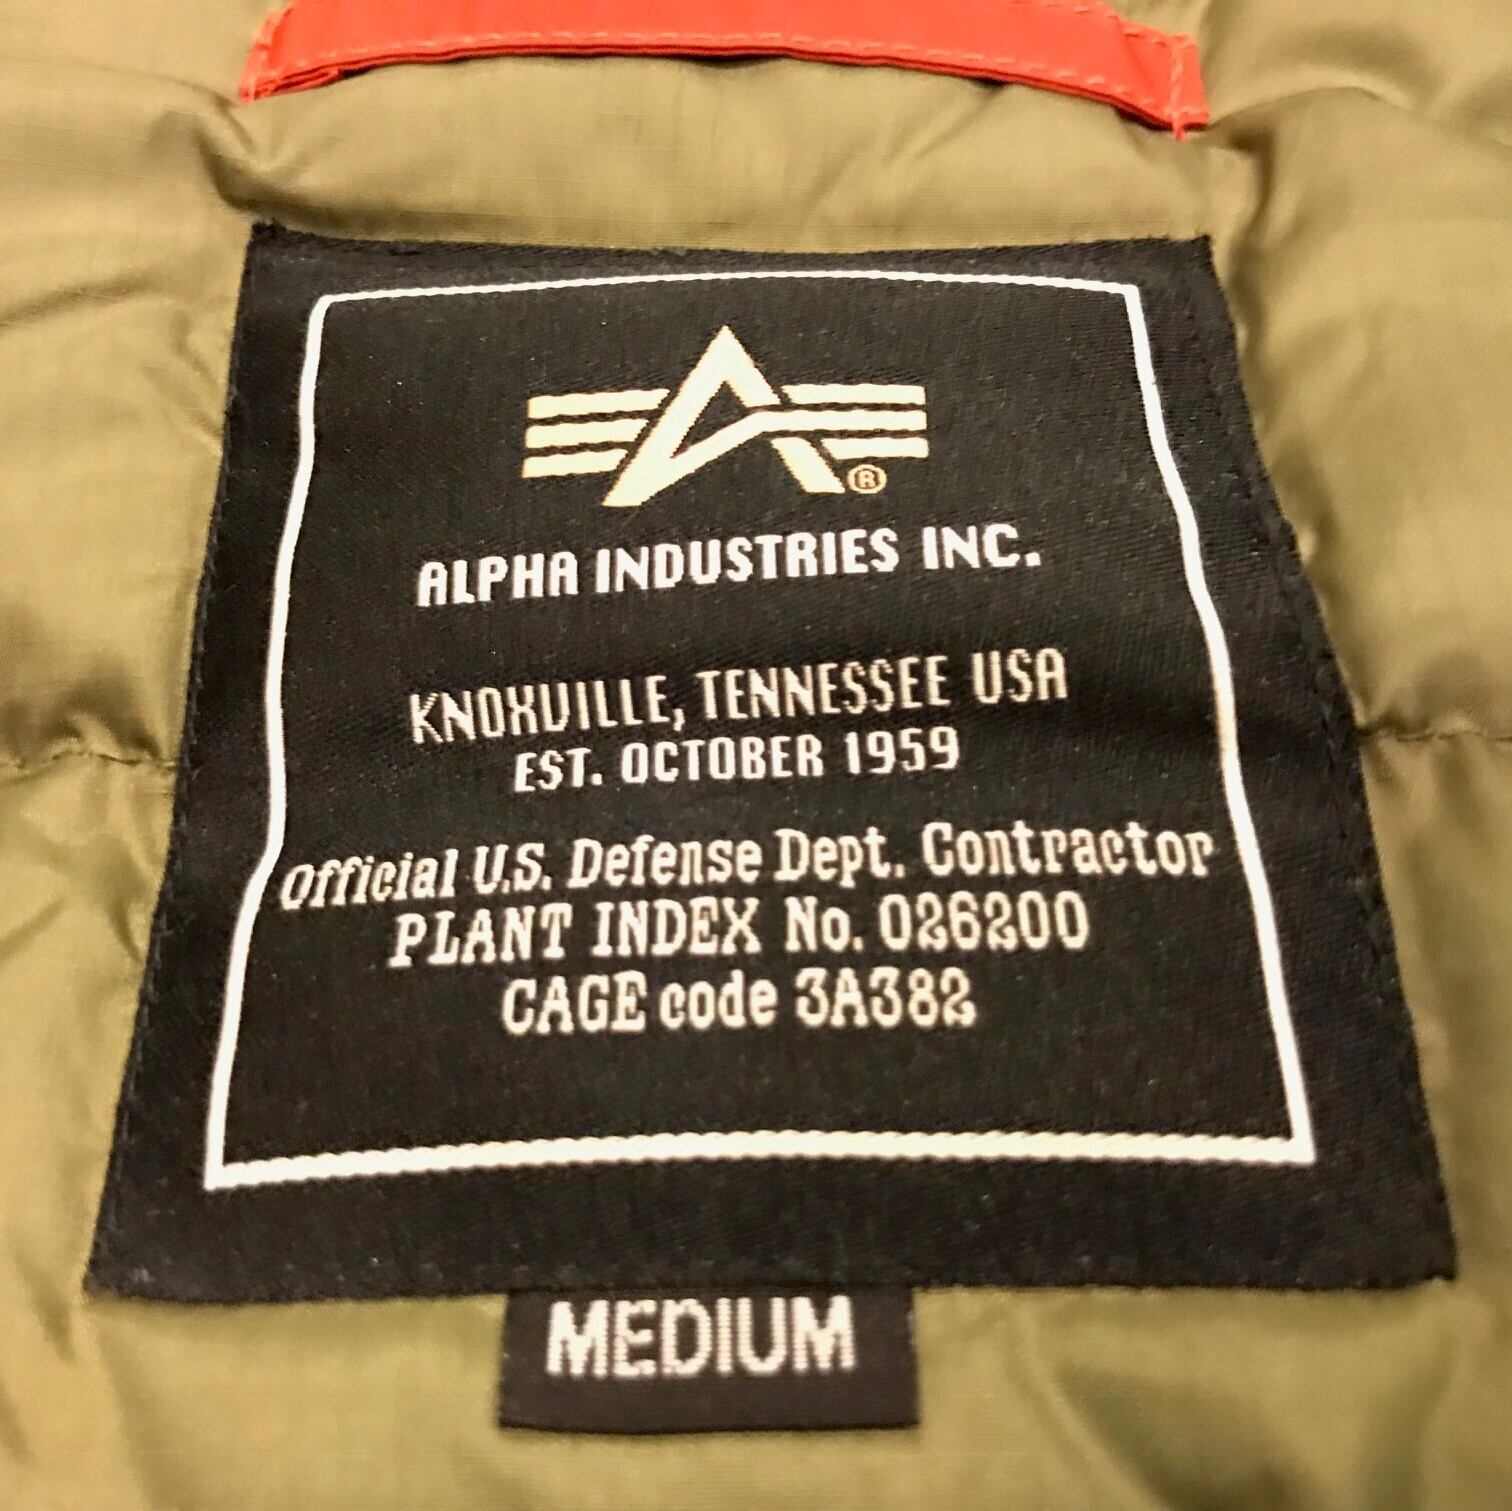 ®
ALPHA INDUSTRIES INC.
KNOXVILLE, TENNESSEE USA
EST. OCTOBER 1959
Official U.S. Defense Dept. Contractor
PLANT INDEX No. 026200
CAGE code 3A382
MEDIUM